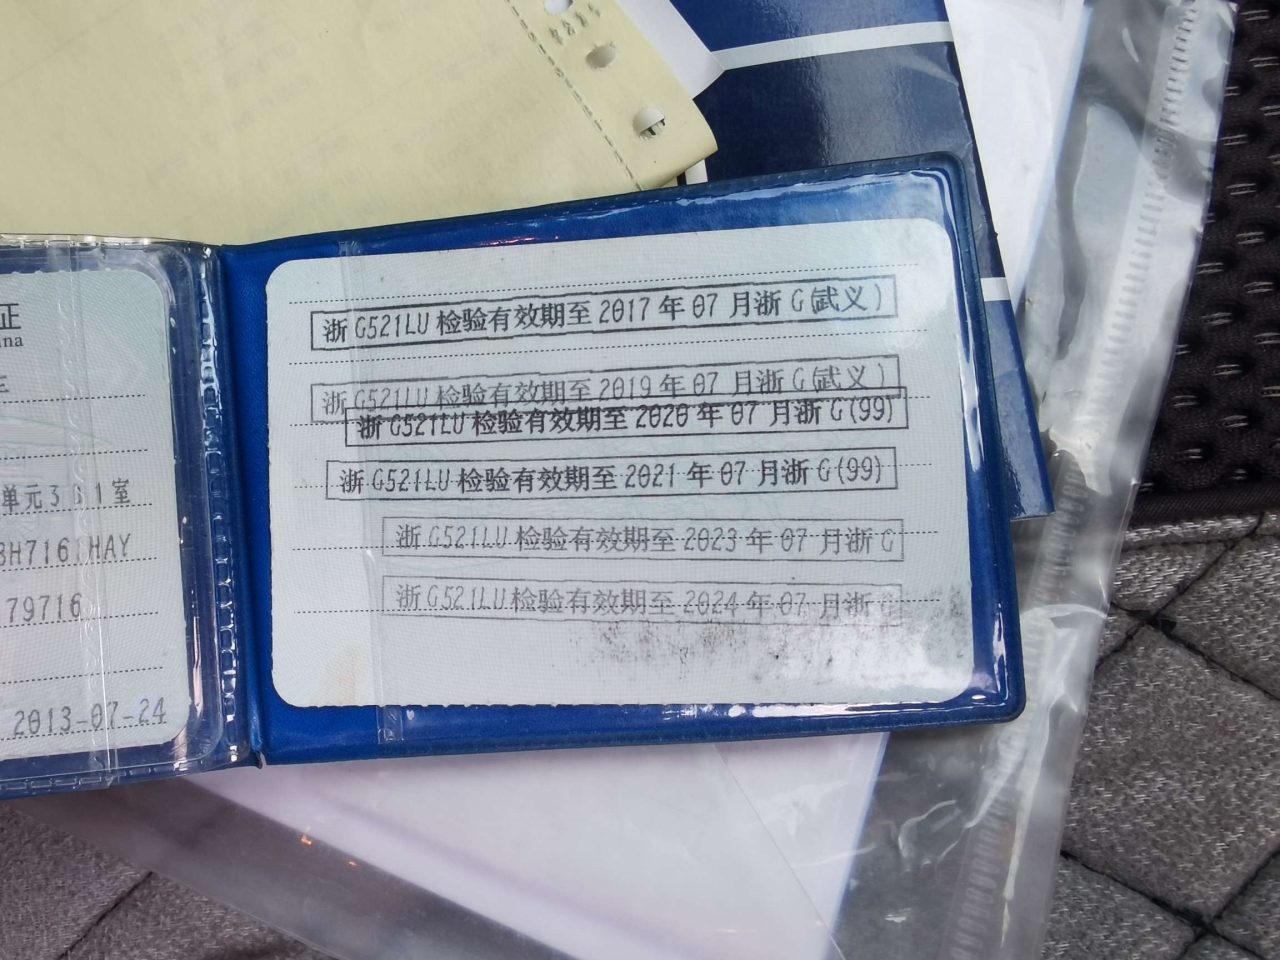 证
ina
单元361室
BH7161HAY
79716
2013-07-24
浙G521LU检验有效期至2017年07月浙G(武义)
浙G521LU检验有效期至2019年07月浙G(武义)
浙G521LU检验有效期至2020年07月浙G(99)
浙G521LU检验有效期至2021年07月浙G(99)
浙G521LU检验有效期至2023年07月浙G
浙G521LU检验有效期至2024年07月浙G